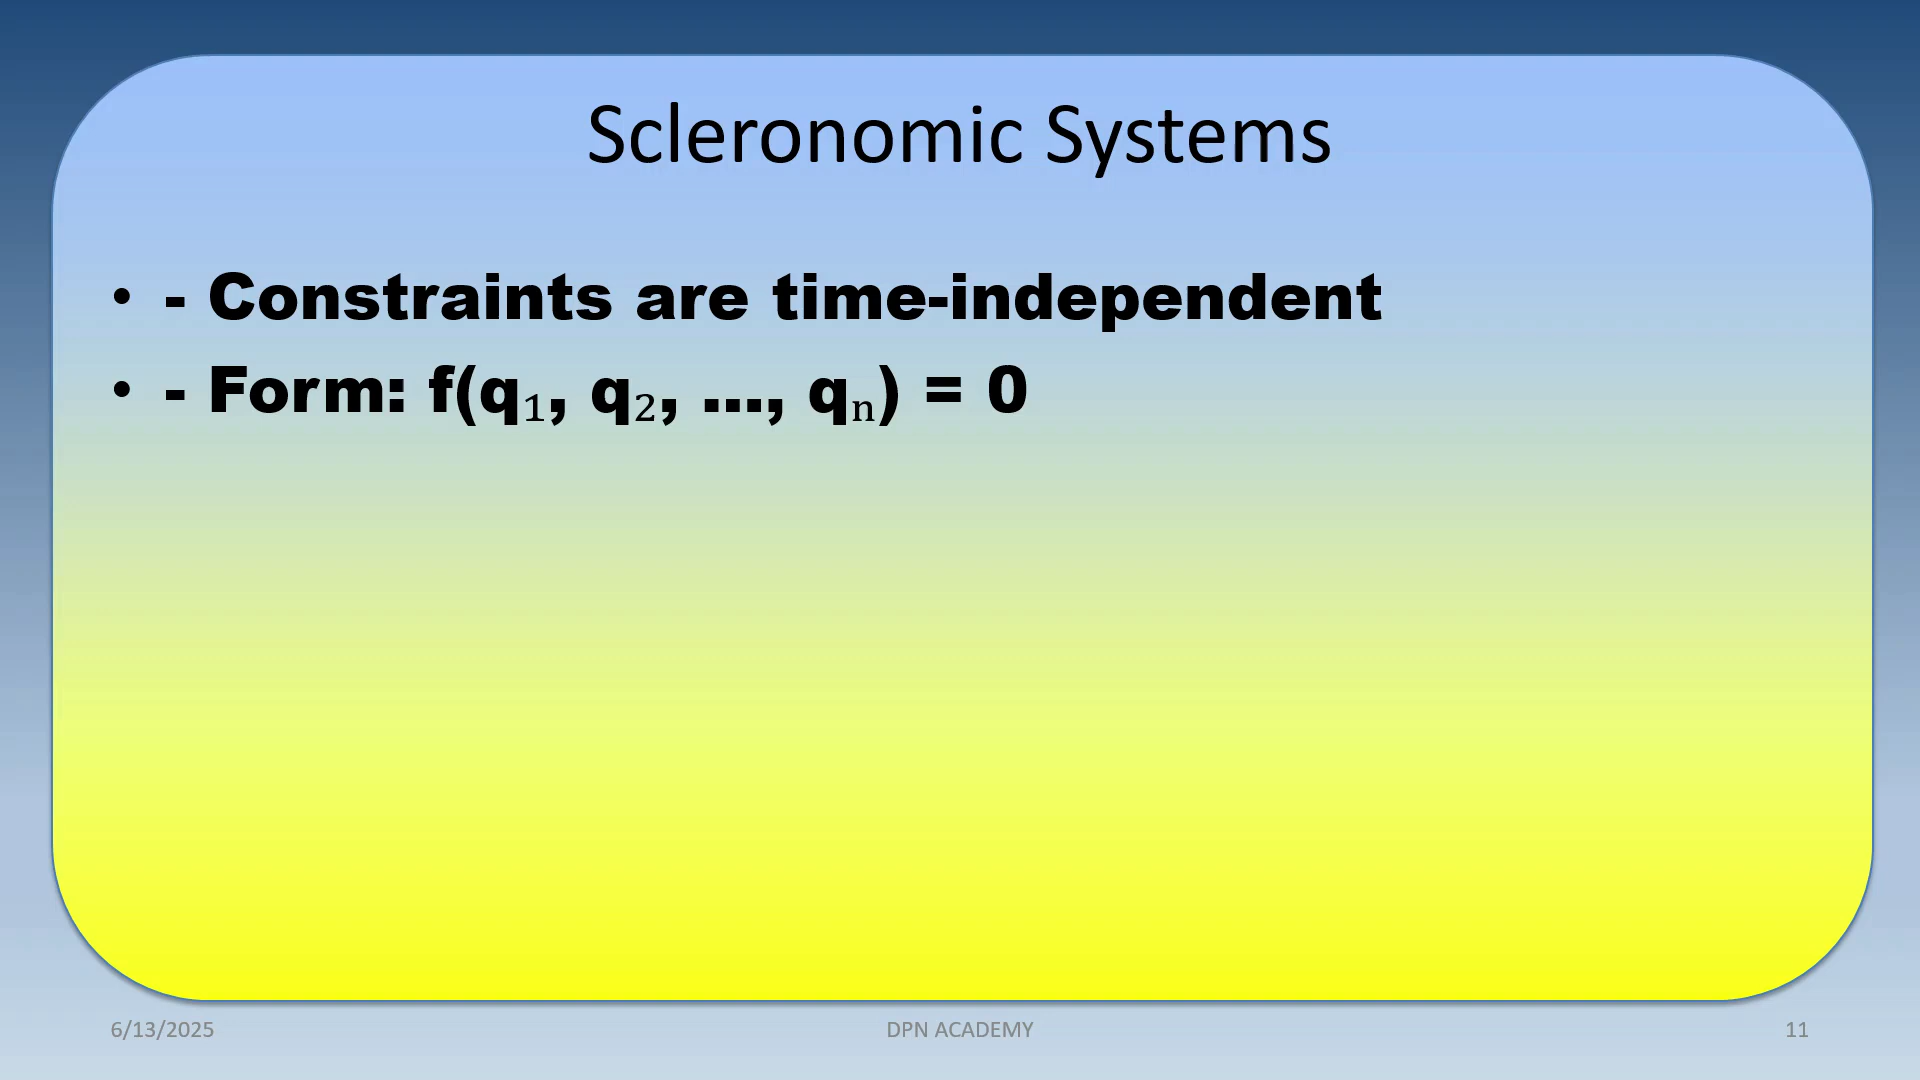 Scleronomic Systems
• - Constraints are time-independent
• - Form: f(q₁, q₂, ..., qₙ) = 0
6/13/2025
DPN ACADEMY
11